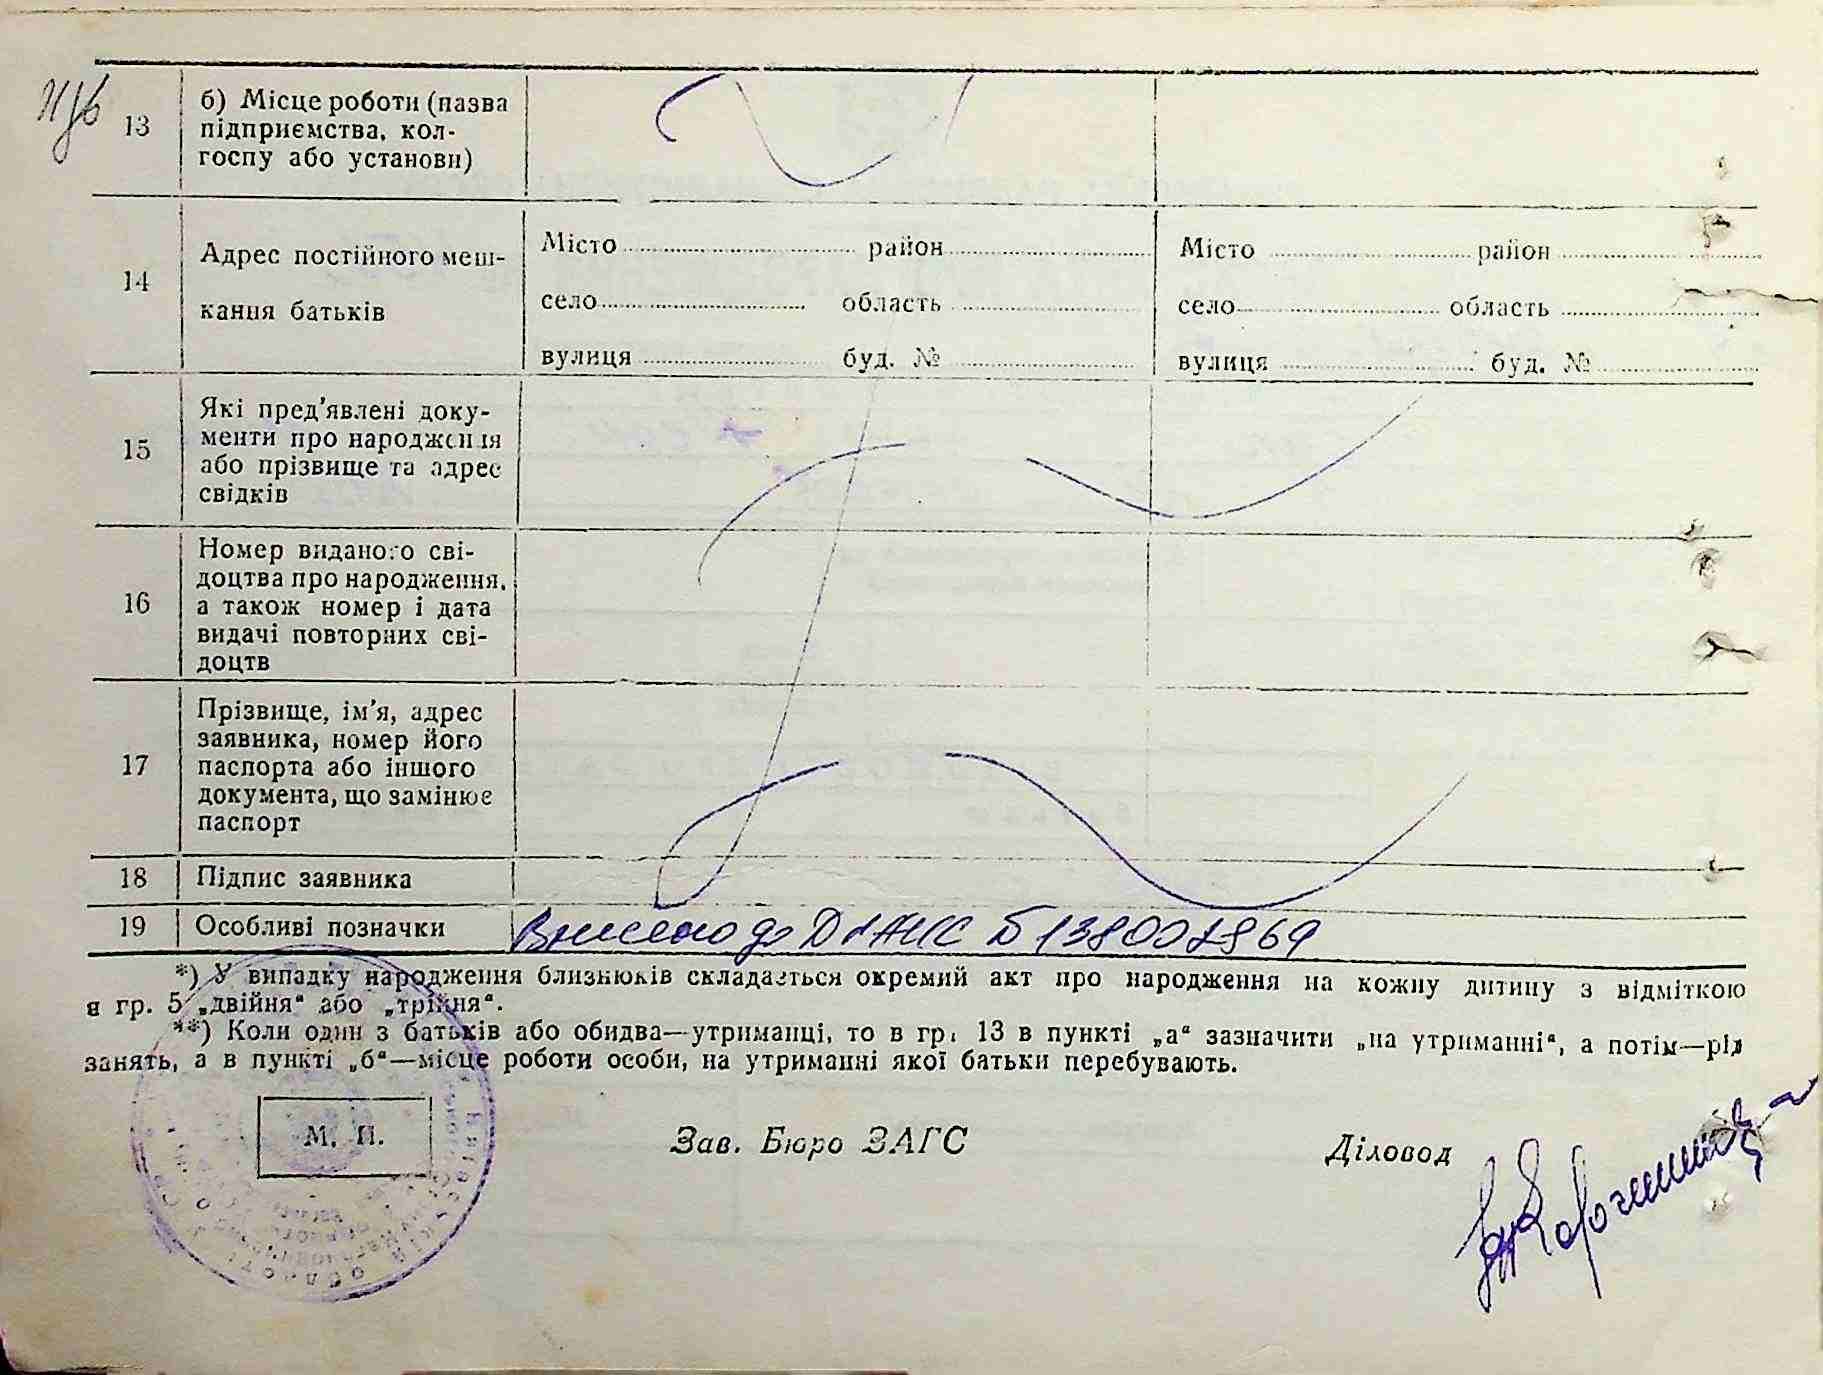 13
б) Місце роботи (назва
підприємства, кол-
госпу або установи)
14
Адрес постійного меш-
кання батьків
Місто район
село область
вулиця буд. №
Місто район
село область
вулиця буд. №
15
Які пред'явлені доку-
менти про народження
або прізвище та адрес
свідків
16
Номер виданого сві-
доцтва про народження,
а також номер і дата
видачі повторних сві-
доцтв
17
Прізвище, ім'я, адрес
заявника, номер його
паспорта або іншого
документа, що замінює
паспорт
18
Підпис заявника
19
Особливі позначки
Внесено до
*) У випадку народження близнюків складається окремий акт про народження на кожну дитину з відміткою
в гр. 5 „двійня“ або „трійня“.
**) Коли один з батьків або обидва—утриманці, то в гр. 13 в пункті „а“ зазначити „на утриманні“, а потім—рід
занять, а в пункті „б“—місце роботи особи, на утриманні якої батьки перебувають.
М. П.
Зав. Бюро ЗАГС
Діловод